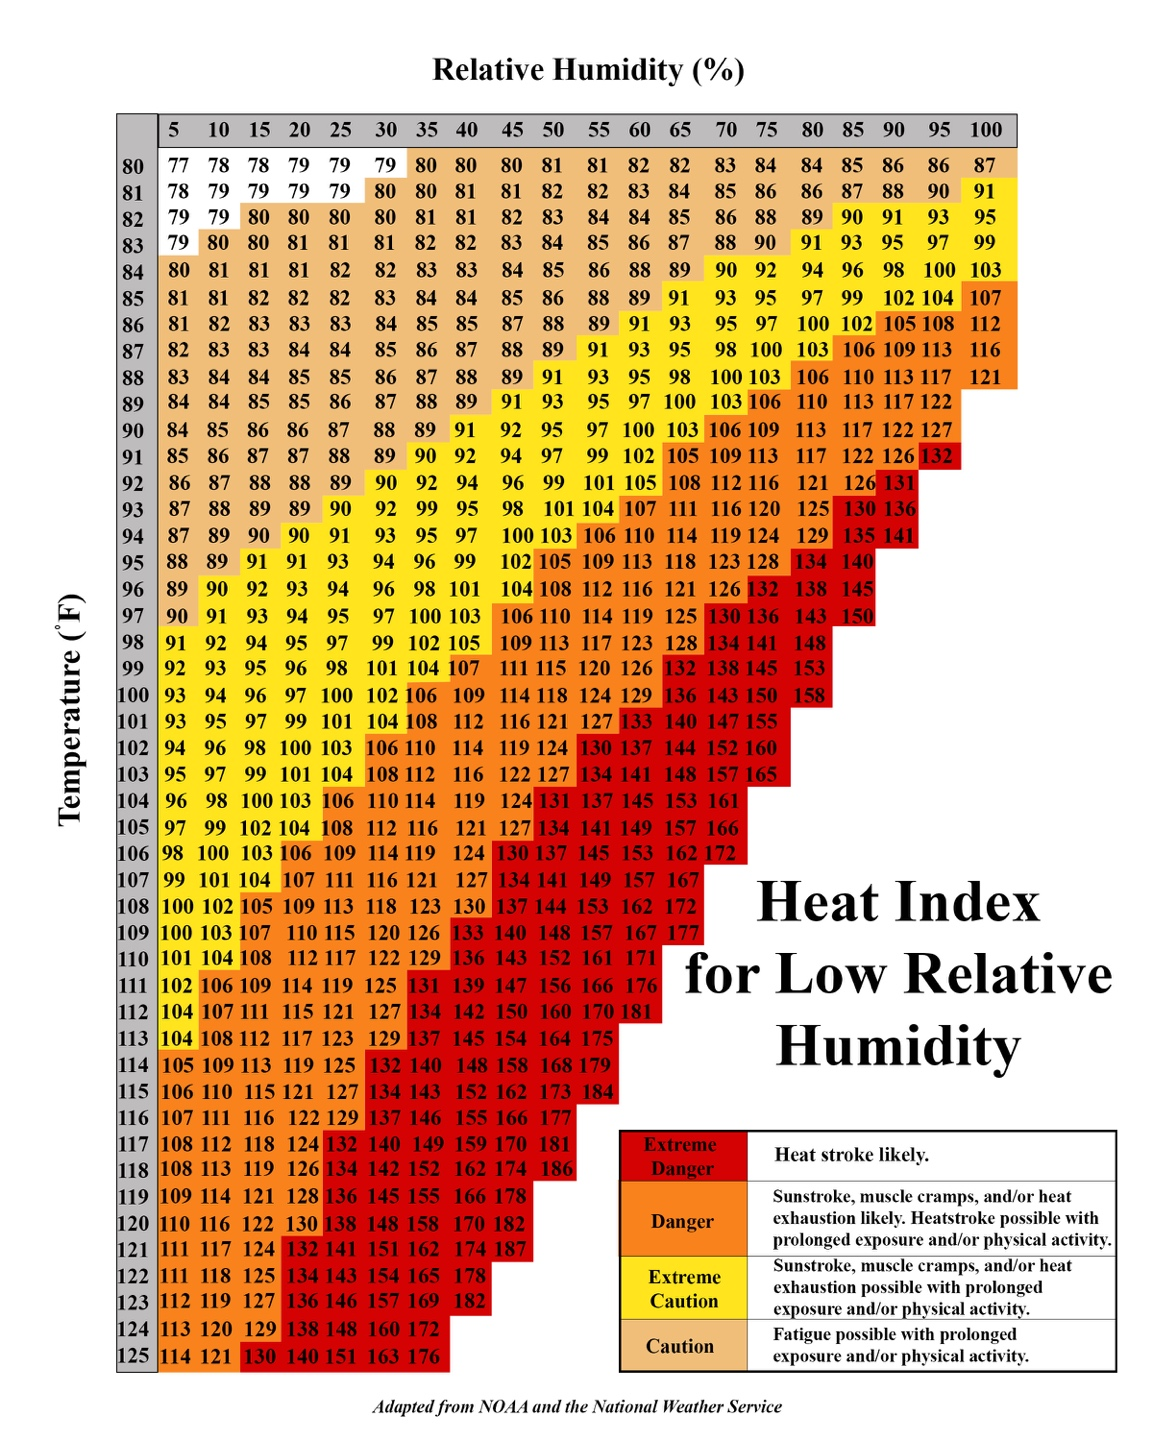 Relative Humidity (%)
5 10 15 20 25 30 35 40 45 50 55 60 65 70 75 80 85 90 95 100
80 77 78 78 79 79 79 80 80 80 81 81 82 82 83 84 84 85 86 86 87
81 78 79 79 79 79 80 80 81 81 82 82 83 84 85 86 86 87 88 90 91
82 79 79 80 80 80 80 81 81 82 83 84 84 85 86 88 89 90 91 93 95
83 79 80 80 81 81 81 82 82 83 84 85 86 87 88 90 91 93 95 97 99
84 80 81 81 81 82 82 83 83 84 85 86 88 89 90 92 94 96 98 100 103
85 81 81 82 82 82 83 84 84 85 86 88 89 91 93 95 97 99 102 104 107
86 81 82 83 83 83 84 85 85 87 88 89 91 93 95 97 100 102 105 108 112
87 82 83 83 84 84 85 86 87 88 89 91 93 95 98 100 103 106 109 113 116
88 83 84 84 85 85 86 87 88 89 91 93 95 98 100 103 106 110 113 117 121
89 84 84 85 85 86 87 88 89 91 93 95 97 100 103 106 110 113 117 122
90 84 85 86 86 87 88 89 91 92 95 97 100 103 106 109 113 117 122 127
91 85 86 87 87 88 89 90 92 94 97 99 102 105 109 113 117 122 126 132
92 86 87 88 88 89 90 92 94 96 99 101 105 108 112 116 121 126 131
93 87 88 89 89 90 92 99 95 98 101 104 107 111 116 120 125 130 136
94 87 89 90 90 91 93 95 97 100 103 106 110 114 119 124 129 135 141
95 88 89 91 91 93 94 96 99 102 105 109 113 118 123 128 134 140
96 89 90 92 93 94 96 98 101 104 108 112 116 121 126 132 138 145
97 90 91 93 94 95 97 100 103 106 110 114 119 125 130 136 143 150
98 91 92 94 95 97 99 102 105 109 113 117 123 128 134 141 148
99 92 93 95 96 98 101 104 107 111 115 120 126 132 138 145 153
100 93 94 96 97 100 102 106 109 114 118 124 129 136 143 150 158
101 93 95 97 99 101 104 108 112 116 121 127 133 140 147 155
102 94 96 98 100 103 106 110 114 119 124 130 137 144 152 160
103 95 97 99 101 104 108 112 116 122 127 134 141 148 157 165
104 96 98 100 103 106 110 114 119 124 131 137 145 153 161
105 97 99 102 104 108 112 116 121 127 134 141 149 157 166
106 98 100 103 106 109 114 119 124 130 137 145 153 162 172
107 99 101 104 107 111 116 121 127 134 141 149 157 167
108 100 102 105 109 113 118 123 130 137 144 153 162 172
109 100 103 107 110 115 120 126 133 140 148 157 167 177
110 101 104 108 112 117 122 129 136 143 152 161 171
111 102 106 109 114 119 125 131 139 147 156 166 176
112 104 107 111 115 121 127 134 142 150 160 170 181
113 104 108 112 117 123 129 137 145 154 164 175
114 105 109 113 119 125 132 140 148 158 168 179
115 106 110 115 121 127 134 143 152 162 173 184
116 107 111 116 122 129 137 146 155 166 177
117 108 112 118 124 132 140 149 159 170 181
118 108 113 119 126 134 142 152 162 174 186
119 109 114 121 128 136 145 155 166 178
120 110 116 122 130 138 148 158 170 182
121 111 117 124 132 141 151 162 174 187
122 111 118 125 134 143 154 165 178
123 112 119 127 136 146 157 169 182
124 113 120 129 138 148 160 172
125 114 121 130 140 151 163 176
Temperature (°F)
Heat Index
for Low Relative
Humidity
Extreme
Danger
Heat stroke likely.
Danger
Sunstroke, muscle cramps, and/or heat
exhaustion likely. Heatstroke possible with
prolonged exposure and/or physical activity.
Extreme
Caution
Sunstroke, muscle cramps, and/or heat
exhaustion possible with prolonged
exposure and/or physical activity.
Caution
Fatigue possible with prolonged
exposure and/or physical activity.
Adapted from NOAA and the National Weather Service